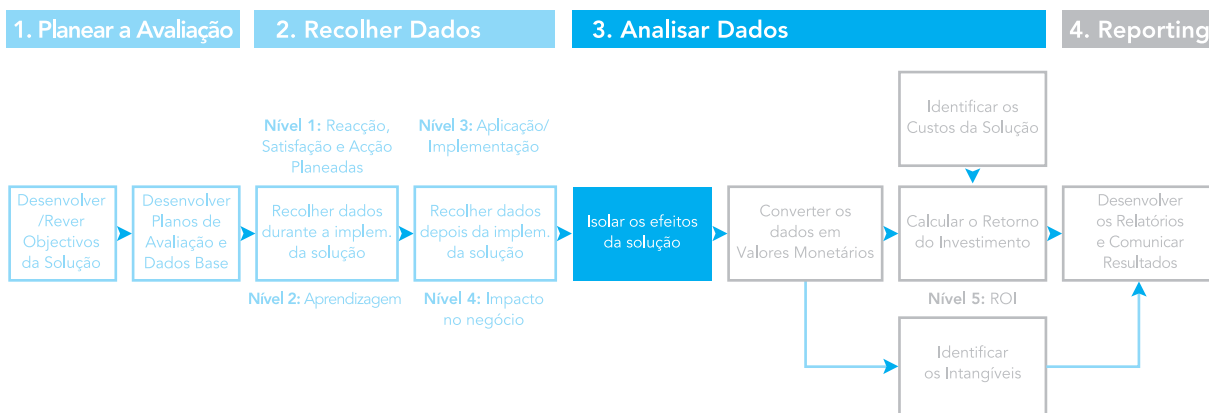 1. Planear a Avaliação
2. Recolher Dados
3. Analisar Dados
4. Reporting
Identificar os
Custos da Solução
Nível 1: Reacção,
Satisfação e Acção
Planeadas
Nível 3: Aplicação/
Implementação
Desenvolver
/Rever
Objectivos
da Solução
Desenvolver
Planos de
Avaliação e
Dados Base
Recolher dados
durante a implem.
da solução
Recolher dados
depois da implem.
da solução
Isolar os efeitos
da solução
Converter os
dados em
Valores Monetários
Calcular o Retorno
do Investimento
Desenvolver
os Relatórios
e Comunicar
Resultados
Nível 2: Aprendizagem
Nível 4: Impacto
no negócio
Nível 5: ROI
Identificar
os Intangíveis